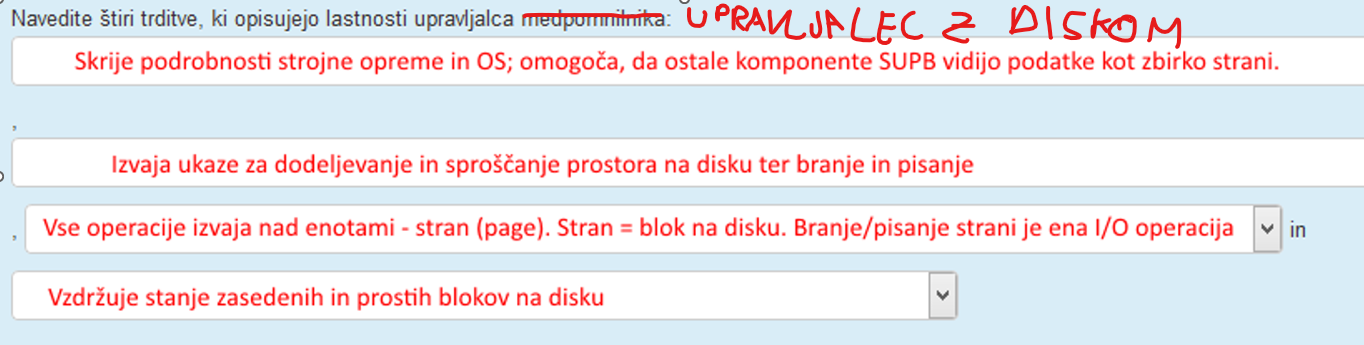 Navedite štiri trditve, ki opisujejo lastnosti upravljalca medpomnilnika: UPRAVLJALEC Z DISKOM
Skrije podrobnosti strojne opreme in OS; omogoča, da ostale komponente SUPB vidijo podatke kot zbirko strani.
,
Izvaja ukaze za dodeljevanje in sproščanje prostora na disku ter branje in pisanje
, Vse operacije izvaja nad enotami - stran (page). Stran = blok na disku. Branje/pisanje strani je ena I/O operacija in
Vzdržuje stanje zasedenih in prostih blokov na disku